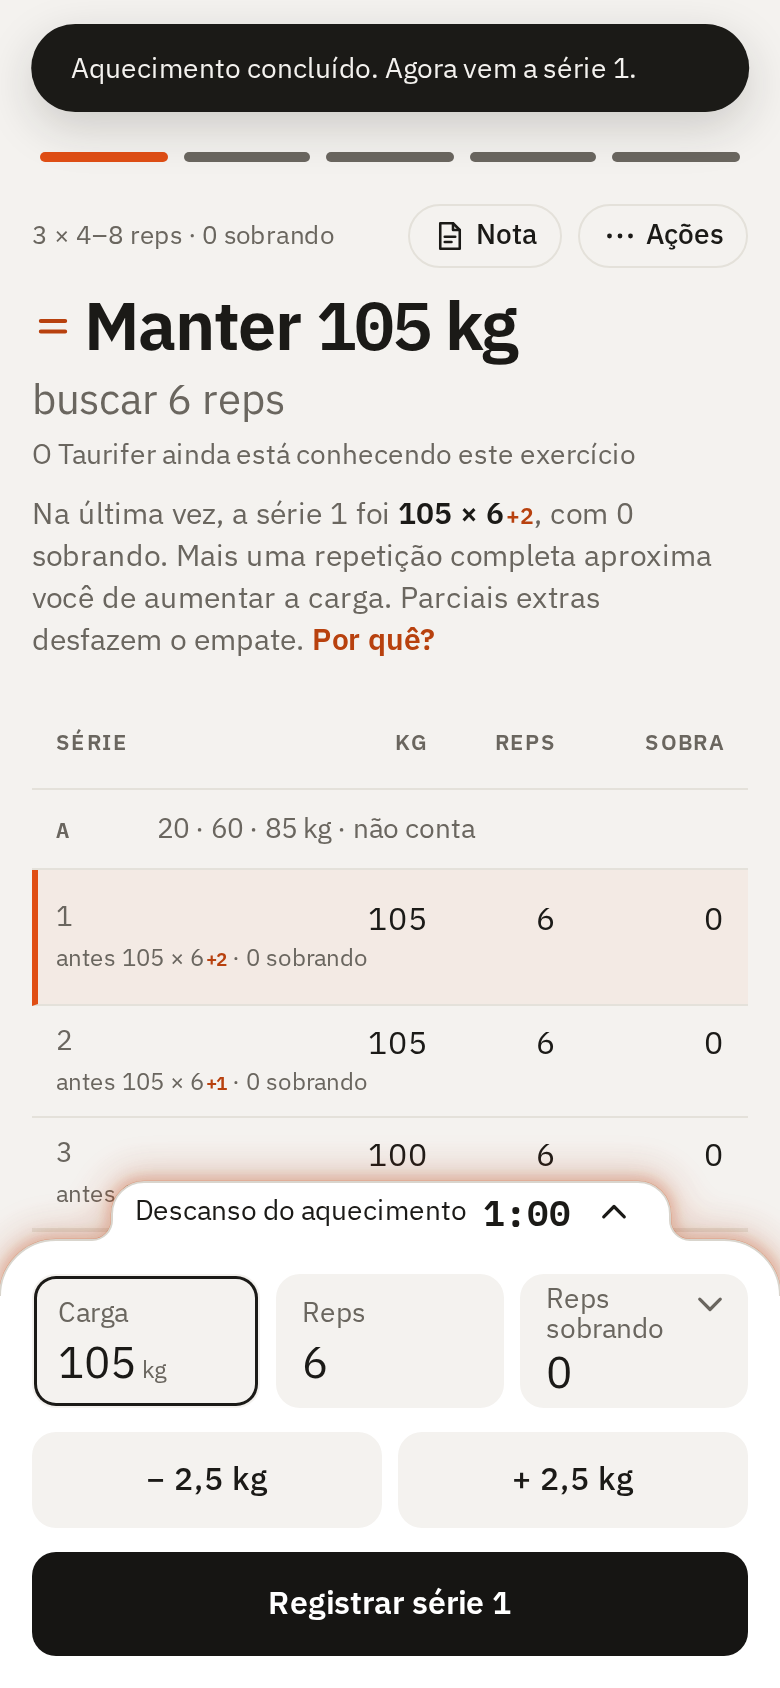 Aquecimento concluído. Agora vem a série 1.
3 × 4–8 reps · 0 sobrando
Nota
Ações
= Manter 105 kg
buscar 6 reps
O Taurifer ainda está conhecendo este exercício
Na última vez, a série 1 foi 105 × 6+2, com 0
sobrando. Mais uma repetição completa aproxima
você de aumentar a carga. Parciais extras
desfazem o empate. Por quê?
SÉRIE KG REPS SOBRA
A 20 · 60 · 85 kg · não conta
1 105 6 0
antes 105 × 6+2 · 0 sobrando
2 105 6 0
antes 105 × 6+1 · 0 sobrando
3 100 6 0
antes
Descanso do aquecimento 1:00
Carga
105 kg
Reps
6
Reps
sobrando
0
− 2,5 kg
+ 2,5 kg
Registrar série 1